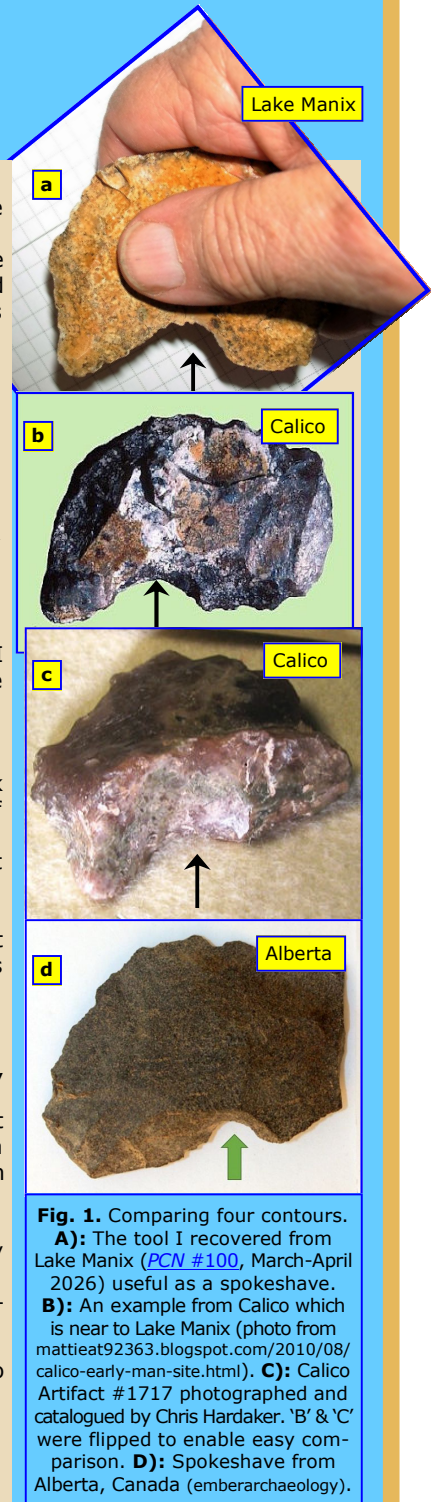 Lake Manix
a
b
Calico
c
Calico
d
Alberta
Fig. 1. Comparing four contours.
A): The tool I recovered from
Lake Manix (PCN #100, March-April
2026) useful as a spokeshave.
B): An example from Calico which
is near to Lake Manix (photo from
mattieat92363.blogspot.com/2010/08/
calico-early-man-site.html). C): Calico
Artifact #1717 photographed and
catalogued by Chris Hardaker. ‘B’ & ‘C’
were flipped to enable easy com-
parison. D): Spokeshave from
Alberta, Canada (emberarchaeology).